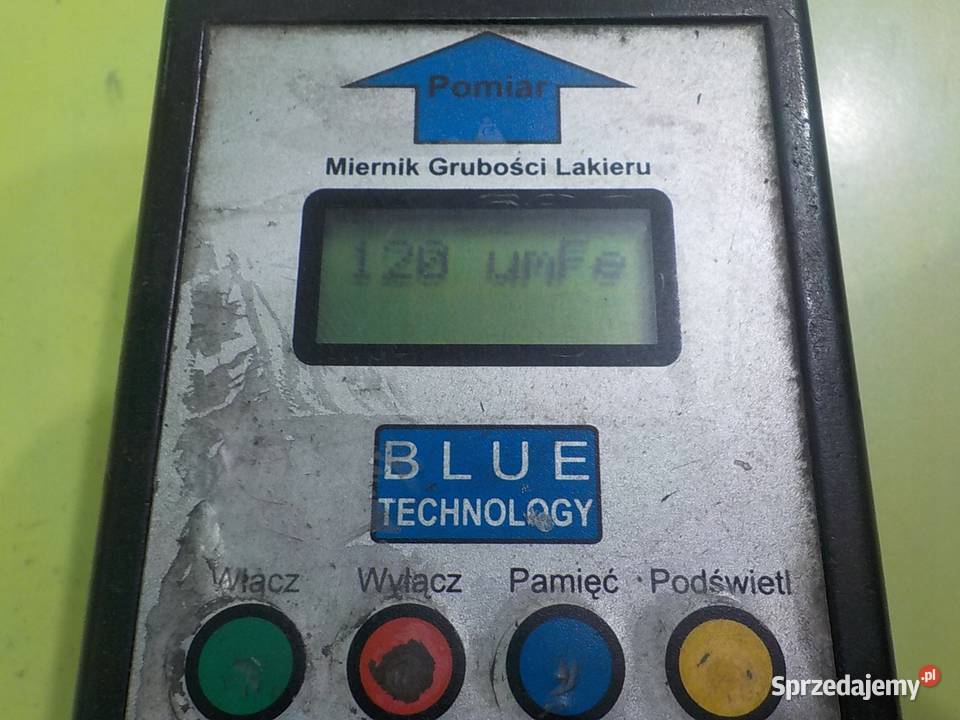 Pomiar
Miernik Grubości Lakieru
120 umFe
BLUE
TECHNOLOGY
Włącz Wyłącz Pamięć Podświetl
Sprzedajemy.pl